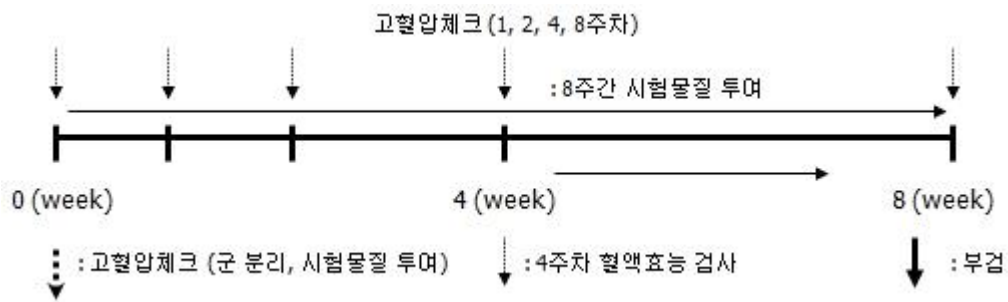 고혈압체크 (1, 2, 4, 8주차)
: 8주간 시험물질 투여
0 (week)
4 (week)
8 (week)
: 고혈압체크 (군 분리, 시험물질 투여)
: 4주차 혈액효능 검사
: 부검